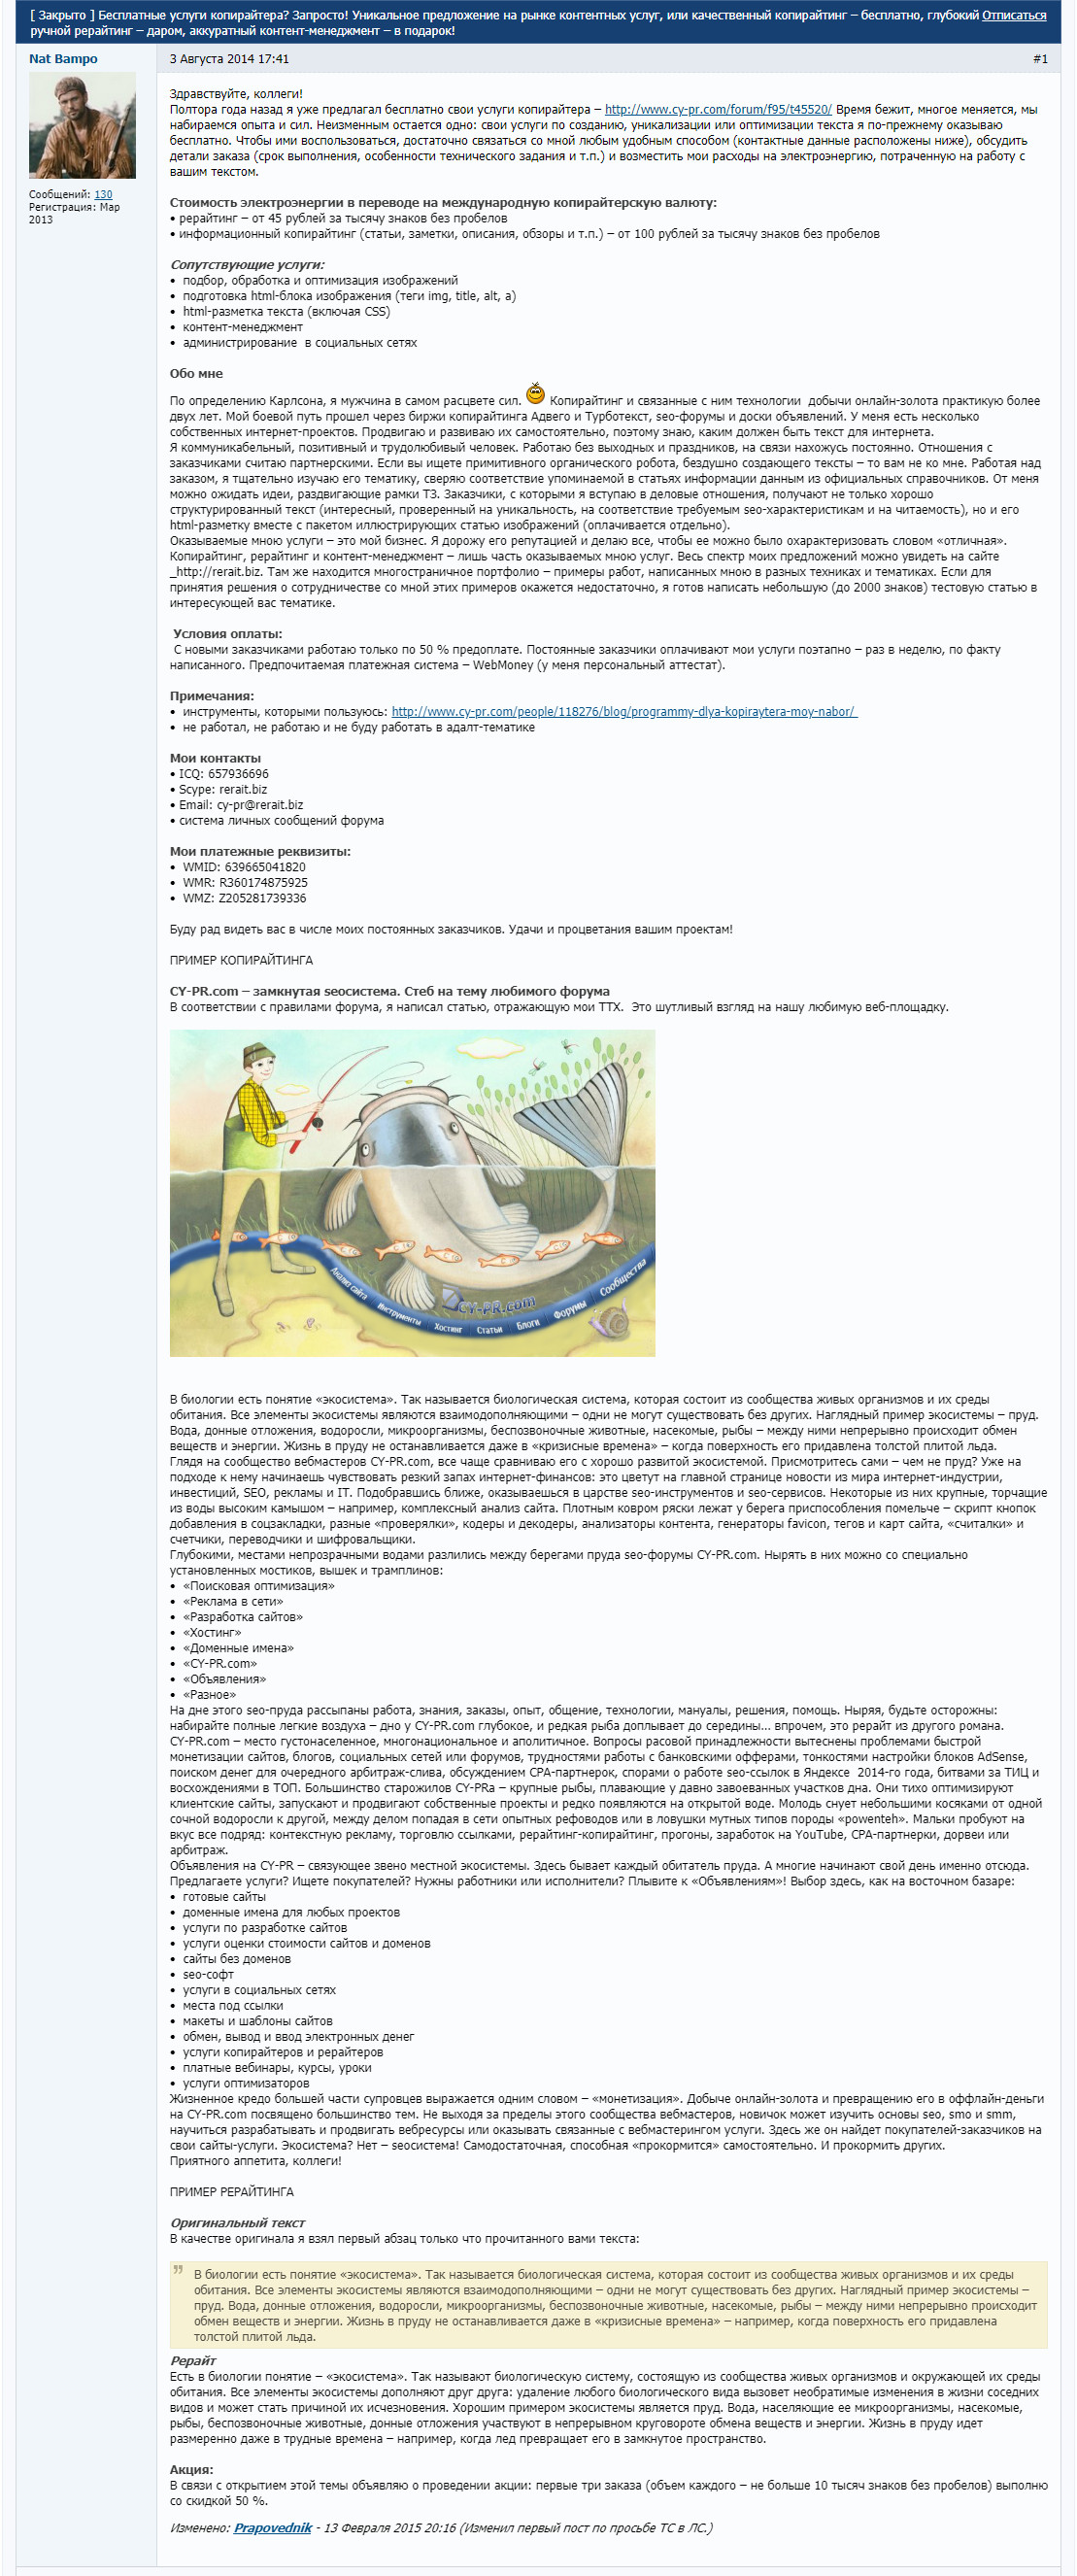 [ Закрыто ] Бесплатные услуги копирайтера? Запросто! Уникальное предложение на рынке контентных услуг, или качественный копирайтинг – бесплатно, глубокий Отписаться
ручной рерайтинг – даром, аккуратный контент-менеджмент – в подарок!
Nat Bampo
3 Августа 2014 17:41
#1
Сообщений: 130
Регистрация: Мар
2013
Здравствуйте, коллеги!
Полтора года назад я уже предлагал бесплатно свои услуги копирайтера – http://www.cy-pr.com/forum/f95/t45520/ Время бежит, многое меняется, мы
набираемся опыта и сил. Неизменным остается одно: свои услуги по созданию, уникализации или оптимизации текста я по-прежнему оказываю
бесплатно. Чтобы ими воспользоваться, достаточно связаться со мной любым удобным способом (контактные данные расположены ниже), обсудить
детали заказа (срок выполнения, особенности технического задания и т.п.) и возместить мои расходы на электроэнергию, потраченную на работу с
вашим текстом.
Стоимость электроэнергии в переводе на международную копирайтерскую валюту:
• рерайтинг – от 45 рублей за тысячу знаков без пробелов
• информационный копирайтинг (статьи, заметки, описания, обзоры и т.п.) – от 100 рублей за тысячу знаков без пробелов
Сопутствующие услуги:
• подбор, обработка и оптимизация изображений
• подготовка html-блока изображения (теги img, title, alt, a)
• html-разметка текста (включая CSS)
• контент-менеджмент
• администрирование в социальных сетях
Обо мне
По определению Карлсона, я мужчина в самом расцвете сил. Копирайтинг и связанные с ним технологии добычи онлайн-золота практикую более
двух лет. Мой боевой путь прошел через биржи копирайтинга Адвего и Турботекст, seo-форумы и доски объявлений. У меня есть несколько
собственных интернет-проектов. Продвигаю и развиваю их самостоятельно, поэтому знаю, каким должен быть текст для интернета.
Я коммуникабельный, позитивный и трудолюбивый человек. Работаю без выходных и праздников, на связи нахожусь постоянно. Отношения с
заказчиками считаю партнерскими. Если вы ищете примитивного органического робота, бездушно создающего тексты – то вам не ко мне. Работая над
заказом, я тщательно изучаю его тематику, сверяю соответствие упоминаемой в статьях информации данным из официальных справочников. От меня
можно ожидать идеи, раздвигающие рамки ТЗ. Заказчики, с которыми я вступаю в деловые отношения, получают не только хорошо
структурированный текст (интересный, проверенный на уникальность, на соответствие требуемым seo-характеристикам и на читаемость), но и его
html-разметку вместе с пакетом иллюстрирующих статью изображений (оплачивается отдельно).
Оказываемые мною услуги – это мой бизнес. Я дорожу его репутацией и делаю все, чтобы ее можно было охарактеризовать словом «отличная».
Копирайтинг, рерайтинг и контент-менеджмент – лишь часть оказываемых мною услуг. Весь спектр моих предложений можно увидеть на сайте
_http://rerait.biz. Там же находится многостраничное портфолио – примеры работ, написанных мною в разных техниках и тематиках. Если для
принятия решения о сотрудничестве со мной этих примеров окажется недостаточно, я готов написать небольшую (до 2000 знаков) тестовую статью в
интересующей вас тематике.
Условия оплаты:
С новыми заказчиками работаю только по 50 % предоплате. Постоянные заказчики оплачивают мои услуги поэтапно – раз в неделю, по факту
написанного. Предпочитаемая платежная система – WebMoney (у меня персональный аттестат).
Примечания:
• инструменты, которыми пользуюсь: http://www.cy-pr.com/people/118276/blog/programmy-dlya-kopiraytera-moy-nabor/
• не работал, не работаю и не буду работать в адалт-тематике
Мои контакты
• ICQ: 657936696
• Scype: rerait.biz
• Email: cy-pr@rerait.biz
• система личных сообщений форума
Мои платежные реквизиты:
• WMID: 639665041820
• WMR: R360174875925
• WMZ: Z205281739336
Буду рад видеть вас в числе моих постоянных заказчиков. Удачи и процветания вашим проектам!
ПРИМЕР КОПИРАЙТИНГА
CY-PR.com – замкнутая seoсистема. Стеб на тему любимого форума
В соответствии с правилами форума, я написал статью, отражающую мои ТТХ. Это шутливый взгляд на нашу любимую веб-площадку.
CY-PR.com
Анализ сайта Инструменты Хостинг Статьи Блоги Форумы Сообщества
В биологии есть понятие «экосистема». Так называется биологическая система, которая состоит из сообщества живых организмов и их среды
обитания. Все элементы экосистемы являются взаимодополняющими – одни не могут существовать без других. Наглядный пример экосистемы – пруд.
Вода, донные отложения, водоросли, микроорганизмы, беспозвоночные животные, насекомые, рыбы – между ними непрерывно происходит обмен
веществ и энергии. Жизнь в пруду не останавливается даже в «кризисные времена» – когда поверхность его придавлена толстой плитой льда.
Глядя на сообщество вебмастеров CY-PR.com, все чаще сравниваю его с хорошо развитой экосистемой. Присмотритесь сами – чем не пруд? Уже на
подходе к нему начинаешь чувствовать резкий запах интернет-финансов: это цветут на главной странице новости из мира интернет-индустрии,
инвестиций, SEO, рекламы и IT. Подобравшись ближе, оказываешься в царстве seo-инструментов и seo-сервисов. Некоторые из них крупные, торчащие
из воды высоким камышом – например, комплексный анализ сайта. Плотным ковром ряски лежат у берега приспособления помельче – скрипт кнопок
добавления в соцзакладки, разные «проверялки», кодеры и декодеры, анализаторы контента, генераторы favicon, тегов и карт сайта, «считалки» и
счетчики, переводчики и шифровальщики.
Глубокими, местами непрозрачными водами разлились между берегами пруда seo-форумы CY-PR.com. Нырять в них можно со специально
установленных мостиков, вышек и трамплинов:
• «Поисковая оптимизация»
• «Реклама в сети»
• «Разработка сайтов»
• «Хостинг»
• «Доменные имена»
• «CY-PR.com»
• «Объявления»
• «Разное»
На дне этого seo-пруда рассыпаны работа, знания, заказы, опыт, общение, технологии, мануалы, решения, помощь. Ныряя, будьте осторожны:
набирайте полные легкие воздуха – дно у CY-PR.com глубокое, и редкая рыба доплывает до середины... впрочем, это рерайт из другого романа.
CY-PR.com – место густонаселенное, многонациональное и аполитичное. Вопросы расовой принадлежности вытеснены проблемами быстрой
монетизации сайтов, блогов, социальных сетей или форумов, трудностями работы с банковскими офферами, тонкостями настройки блоков AdSense,
поиском денег для очередного арбитраж-слива, обсуждением CPA-партнерок, спорами о работе seo-ссылок в Яндексе 2014-го года, битвами за ТИЦ и
восхождениями в ТОП. Большинство старожилов CY-PRа – крупные рыбы, плавающие у давно завоеванных участков дна. Они тихо оптимизируют
клиентские сайты, запускают и продвигают собственные проекты и редко появляются на открытой воде. Молодь снует небольшими косяками от одной
сочной водоросли к другой, между делом попадая в сети опытных рефоводов или в ловушки мутных типов породы «powenteh». Мальки пробуют на
вкус все подряд: контекстную рекламу, торговлю ссылками, рерайтинг-копирайтинг, прогоны, заработок на YouTube, CPA-партнерки, дорвеи или
арбитраж.
Объявления на CY-PR – связующее звено местной экосистемы. Здесь бывает каждый обитатель пруда. А многие начинают свой день именно отсюда.
Предлагаете услуги? Ищете покупателей? Нужны работники или исполнители? Плывите к «Объявлениям»! Выбор здесь, как на восточном базаре:
• готовые сайты
• доменные имена для любых проектов
• услуги по разработке сайтов
• услуги оценки стоимости сайтов и доменов
• сайты без доменов
• seo-софт
• услуги в социальных сетях
• места под ссылки
• макеты и шаблоны сайтов
• обмен, вывод и ввод электронных денег
• услуги копирайтеров и рерайтеров
• платные вебинары, курсы, уроки
• услуги оптимизаторов
Жизненное кредо большей части супровцев выражается одним словом – «монетизация». Добыче онлайн-золота и превращению его в оффлайн-деньги
на CY-PR.com посвящено большинство тем. Не выходя за пределы этого сообщества вебмастеров, новичок может изучить основы seo, smo и smm,
научиться разрабатывать и продвигать вебресурсы или оказывать связанные с вебмастерингом услуги. Здесь же он найдет покупателей-заказчиков на
свои сайты-услуги. Экосистема? Нет – seoсистема! Самодостаточная, способная «прокормится» самостоятельно. И прокормить других.
Приятного аппетита, коллеги!
ПРИМЕР РЕРАЙТИНГА
Оригинальный текст
В качестве оригинала я взял первый абзац только что прочитанного вами текста:
В биологии есть понятие «экосистема». Так называется биологическая система, которая состоит из сообщества живых организмов и их среды
обитания. Все элементы экосистемы являются взаимодополняющими – одни не могут существовать без других. Наглядный пример экосистемы –
пруд. Вода, донные отложения, водоросли, микроорганизмы, беспозвоночные животные, насекомые, рыбы – между ними непрерывно происходит
обмен веществ и энергии. Жизнь в пруду не останавливается даже в «кризисные времена» – например, когда поверхность его придавлена
толстой плитой льда.
Рерайт
Есть в биологии понятие – «экосистема». Так называют биологическую систему, состоящую из сообщества живых организмов и окружающей их среды
обитания. Все элементы экосистемы дополняют друг друга: удаление любого биологического вида вызовет необратимые изменения в жизни соседних
видов и может стать причиной их исчезновения. Хорошим примером экосистемы является пруд. Вода, населяющие ее микроорганизмы, насекомые,
рыбы, беспозвоночные животные, донные отложения участвуют в непрерывном круговороте обмена веществ и энергии. Жизнь в пруду идет
размеренно даже в трудные времена – например, когда лед превращает его в замкнутое пространство.
Акция:
В связи с открытием этой темы объявляю о проведении акции: первые три заказа (объем каждого – не больше 10 тысяч знаков без пробелов) выполню
со скидкой 50 %.
Изменено: Prapovednik - 13 Февраля 2015 20:16 (Изменил первый пост по просьбе ТС в ЛС.)